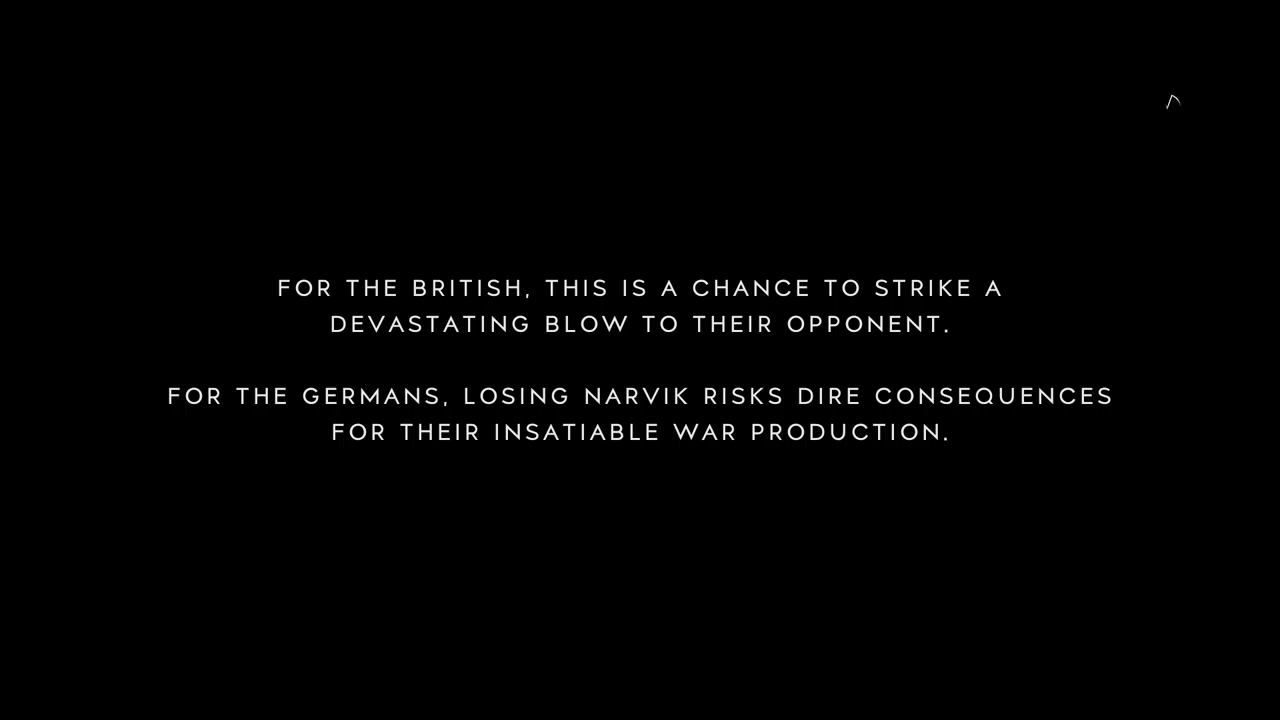 FOR THE BRITISH, THIS IS A CHANCE TO STRIKE A
DEVASTATING BLOW TO THEIR OPPONENT.
FOR THE GERMANS, LOSING NARVIK RISKS DIRE CONSEQUENCES
FOR THEIR INSATIABLE WAR PRODUCTION.